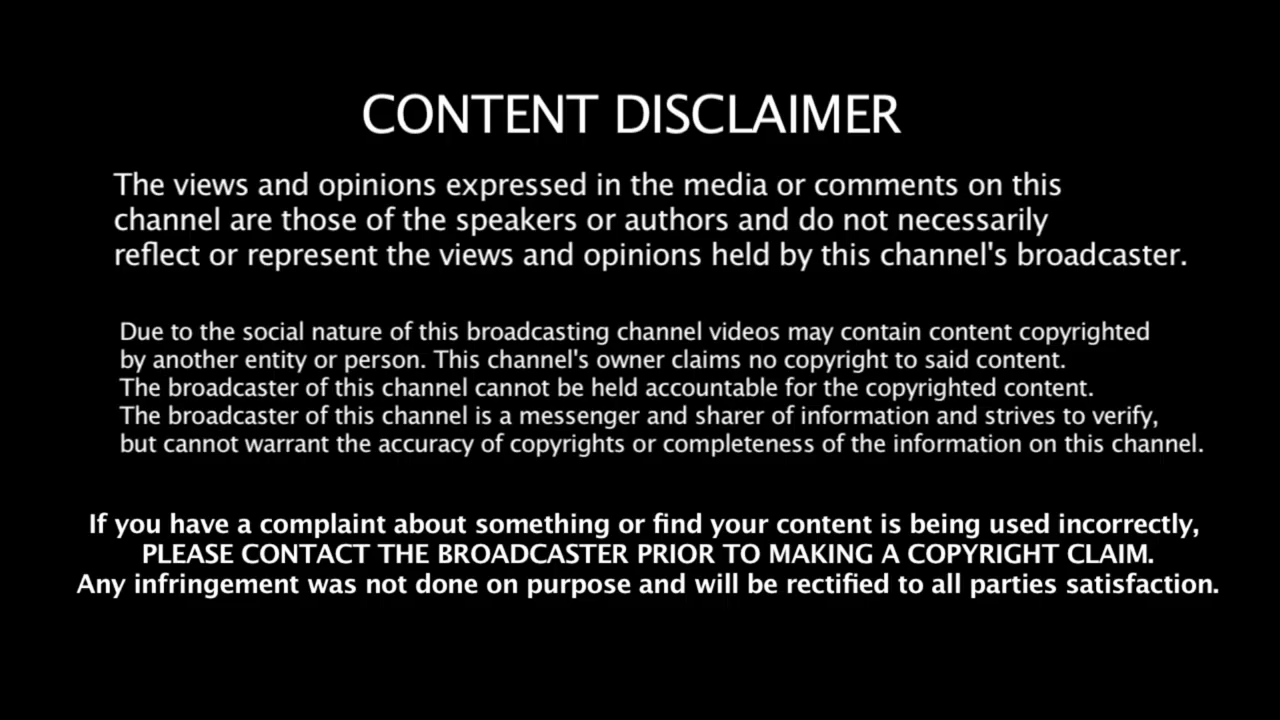 CONTENT DISCLAIMER
The views and opinions expressed in the media or comments on this
channel are those of the speakers or authors and do not necessarily
reflect or represent the views and opinions held by this channel's broadcaster.
Due to the social nature of this broadcasting channel videos may contain content copyrighted
by another entity or person. This channel's owner claims no copyright to said content.
The broadcaster of this channel cannot be held accountable for the copyrighted content.
The broadcaster of this channel is a messenger and sharer of information and strives to verify,
but cannot warrant the accuracy of copyrights or completeness of the information on this channel.
If you have a complaint about something or find your content is being used incorrectly,
PLEASE CONTACT THE BROADCASTER PRIOR TO MAKING A COPYRIGHT CLAIM.
Any infringement was not done on purpose and will be rectified to all parties satisfaction.